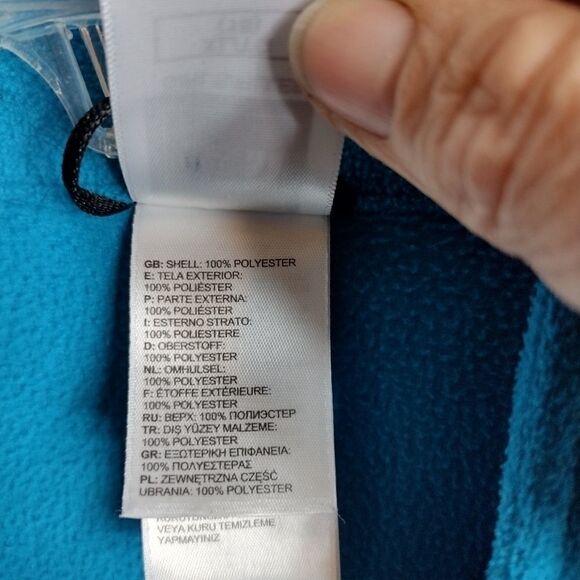 GB: SHELL: 100% POLYESTER
E: TELA EXTERIOR:
100% POLIÉSTER
P: PARTE EXTERNA:
100% POLIÉSTER
I: ESTERNO STRATO:
100% POLIESTERE
D: OBERSTOFF:
100% POLYESTER
NL: OMHULSEL:
100% POLYESTER
F: ÉTOFFE EXTÉRIEURE:
100% POLYESTER
RU: ВЕРХ: 100% ПОЛИЭСТЕР
TR: DIŞ YÜZEY MALZEME:
100% POLYESTER
GR: ΕΞΩΤΕΡΙΚΗ ΕΠΙΦΑΝΕΙΑ:
100% ΠΟΛΥΕΣΤΕΡΑΣ
PL: ZEWNĘTRZNA CZĘŚĆ
UBRANIA: 100% POLYESTER
VEYA KURU TEMIZLEME
YAPMAYINIZ